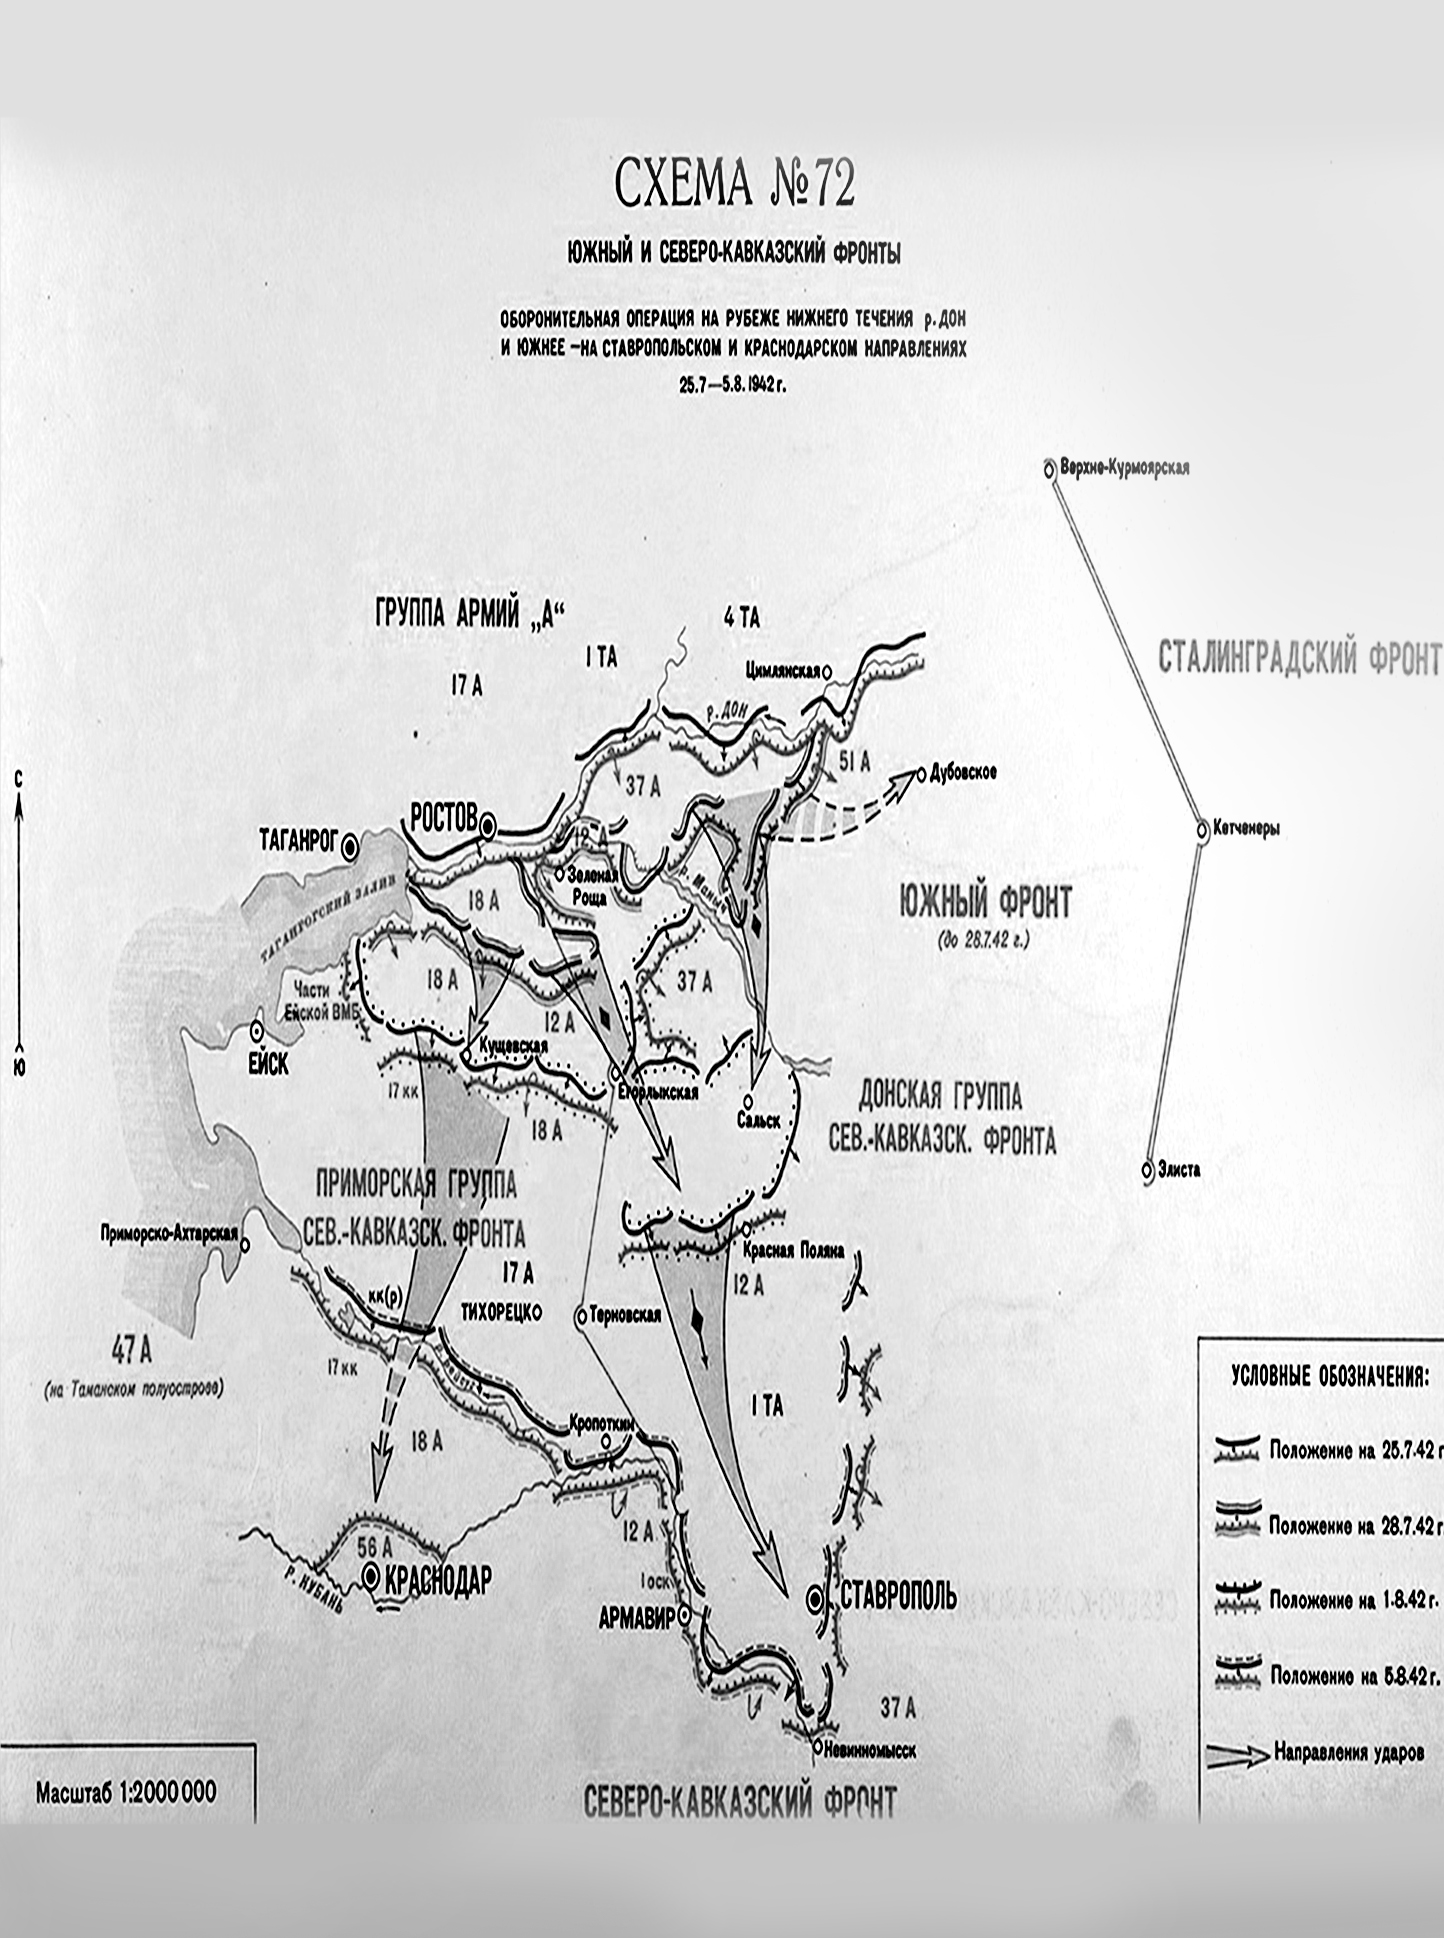 СХЕМА №72
ЮЖНЫЙ И СЕВЕРО-КАВКАЗСКИЙ ФРОНТЫ
ОБОРОНИТЕЛЬНАЯ ОПЕРАЦИЯ НА РУБЕЖЕ НИЖНЕГО ТЕЧЕНИЯ р.ДОН
И ЮЖНЕЕ —НА СТАВРОПОЛЬСКОМ И КРАСНОДАРСКОМ НАПРАВЛЕНИЯХ
25.7—5.8.1942г.
Верхне-Курмоярская
ГРУППА АРМИЙ „А“
4 ТА
1 ТА
17 А
СТАЛИНГРАДСКИЙ ФРОНТ
Цимлянская
р. ДОН
51 А
Дубовское
37 А
С
РОСТОВ
ТАГАНРОГ
12 А
Кетченеры
Зеленая
Роща
р. Маныч
ТАГАНРОГСКИЙ ЗАЛИВ
18 А
ЮЖНЫЙ ФРОНТ
(до 28.7.42 г.)
18 А
37 А
Части
Ейской ВМБ
12 А
ЕЙСК
Кущевская
Ю
17 кк
Егорлыкская
Сальск
ДОНСКАЯ ГРУППА
СЕВ.-КАВКАЗСК. ФРОНТА
18 А
Элиста
ПРИМОРСКАЯ ГРУППА
СЕВ.-КАВКАЗСК. ФРОНТА
Приморско-Ахтарская
Красная Поляна
17 А
12 А
кк(р)
ТИХОРЕЦК
Терновская
47 А
(на Таманском полуострове)
17 кк
р. Бейсуг
УСЛОВНЫЕ ОБОЗНАЧЕНИЯ:
1 ТА
Кропоткин
18 А
Положение на 25.7.42 г
Положение на 28.7.42 г.
12 А
56 А
р. КУБАНЬ
КРАСНОДАР
1 оск
АРМАВИР
СТАВРОПОЛЬ
Положение на 1.8.42 г.
Положение на 5.8.42 г.
37 А
Невинномысск
Направления ударов
Масштаб 1:2000 000
СЕВЕРО-КАВКАЗСКИЙ ФРОНТ